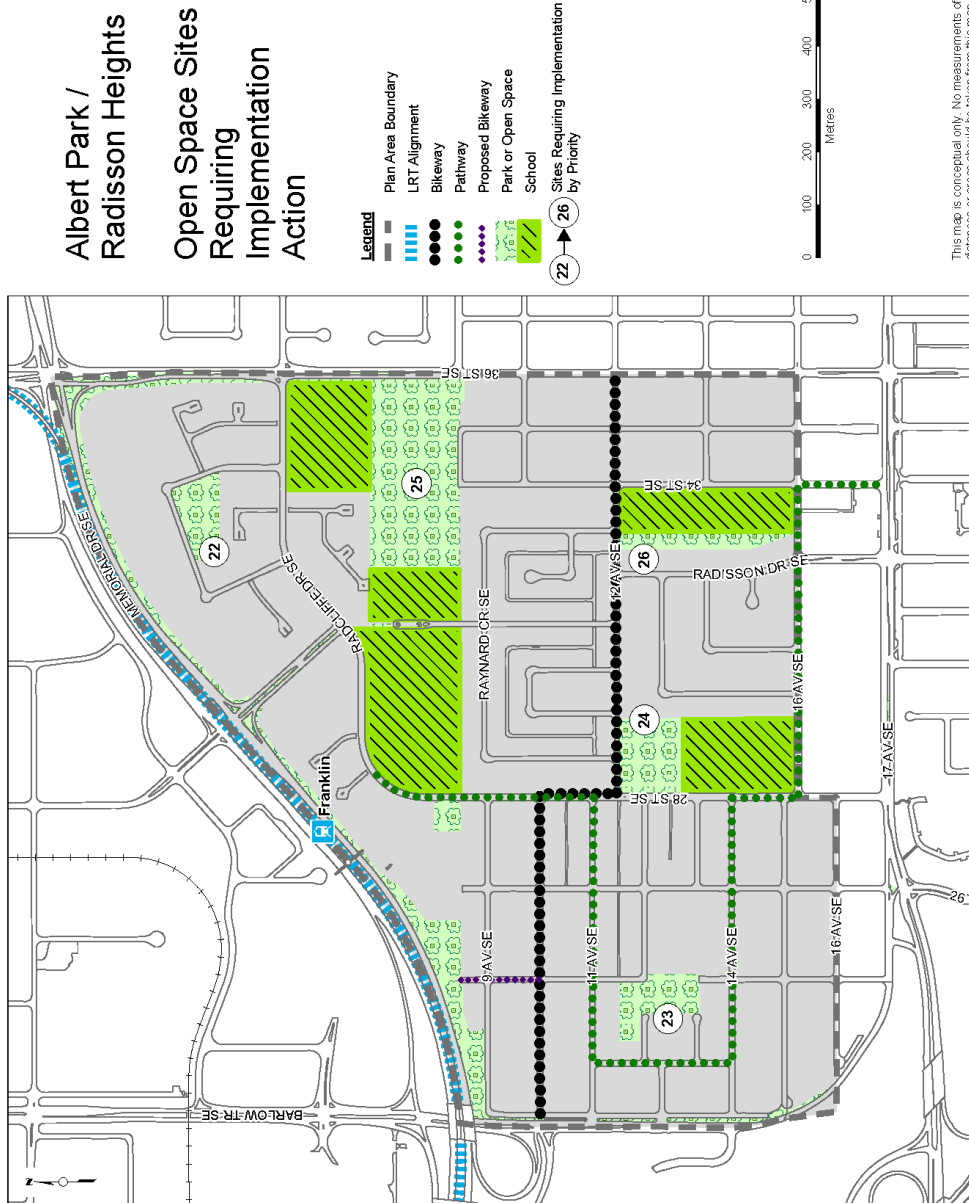 Albert Park /
Radisson Heights
Open Space Sites
Requiring
Implementation
Action
Legend
Plan Area Boundary
LRT Alignment
Bikeway
Pathway
Proposed Bikeway
Park or Open Space
School
22 26 Sites Requiring Implementation
by Priority
0 100 200 300 400
Metres
This map is conceptual only. No measurements of
N
MEMORIAL DR SE
36 ST SE
22
25
RADCLIFFE DR SE
Franklin
BARLOW TR SE
RAYNARD CR SE
9 AV SE
12 AV SE
34 ST SE
26
24
28 ST SE
RADISSON DR SE
11 AV SE
23
14 AV SE
16 AV SE
16 AV SE
17 AV SE
26